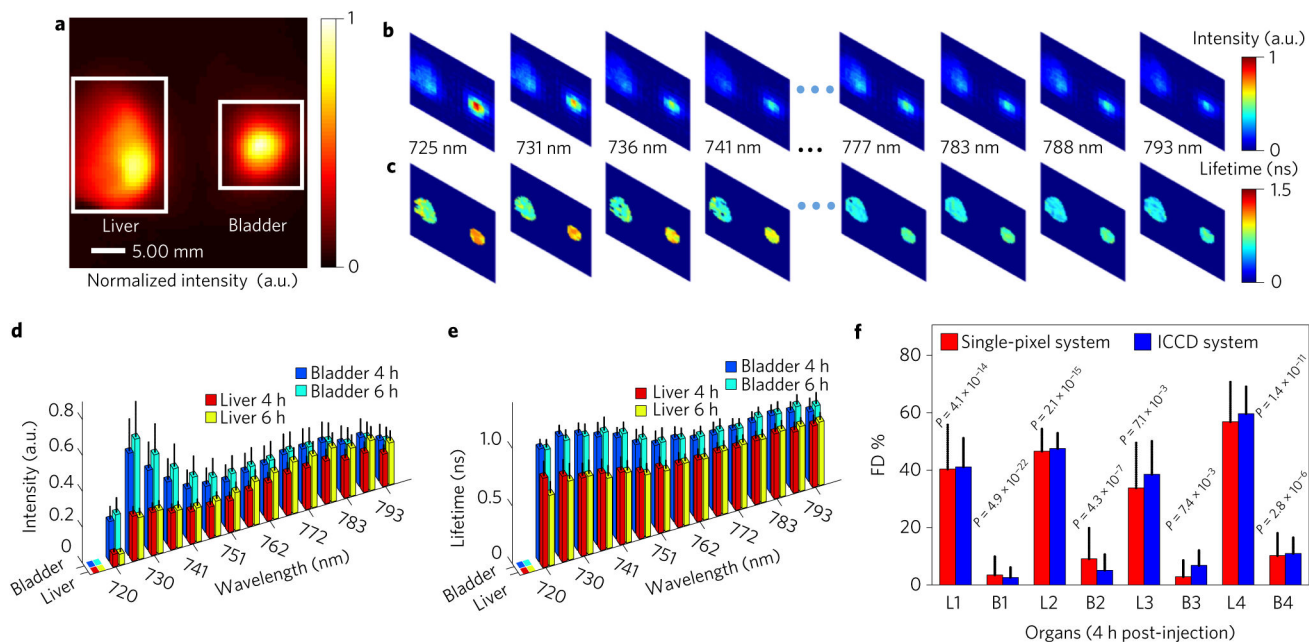 a
1
0
Liver
Bladder
5.00 mm
Normalized intensity (a.u.)
b
Intensity (a.u.)
1
0
725 nm 731 nm 736 nm 741 nm ... 777 nm 783 nm 788 nm 793 nm
c
Lifetime (ns)
1.5
0
d
Bladder 4 h
Bladder 6 h
Liver 4 h
Liver 6 h
Intensity (a.u.)
0.8
0.6
0.4
0.2
0
Bladder
Liver
720
730
741
751
762
772
783
793
Wavelength (nm)
e
Bladder 4 h
Bladder 6 h
Liver 4 h
Liver 6 h
Lifetime (ns)
1.0
0.5
0
Bladder
Liver
720
730
741
751
762
772
783
793
Wavelength (nm)
f
Single-pixel system
ICCD system
FD %
80
60
40
20
0
P = 4.1 × 10⁻¹⁴
P = 4.9 × 10⁻²²
P = 2.1 × 10⁻¹⁵
P = 4.3 × 10⁻⁷
P = 7.1 × 10⁻³
P = 7.4 × 10⁻³
P = 1.4 × 10⁻¹¹
P = 2.8 × 10⁻⁶
L1 B1 L2 B2 L3 B3 L4 B4
Organs (4 h post-injection)